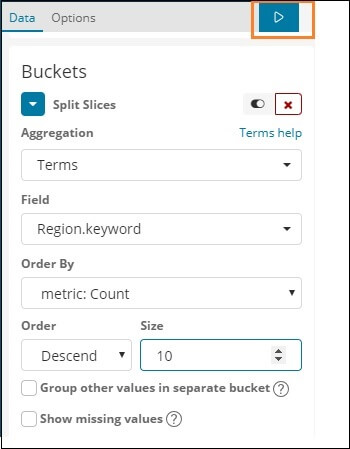 Data Options
Buckets
Split Slices
Aggregation Terms help
Terms
Field
Region.keyword
Order By
metric: Count
Order Size
Descend 10
Group other values in separate bucket ?
Show missing values ?